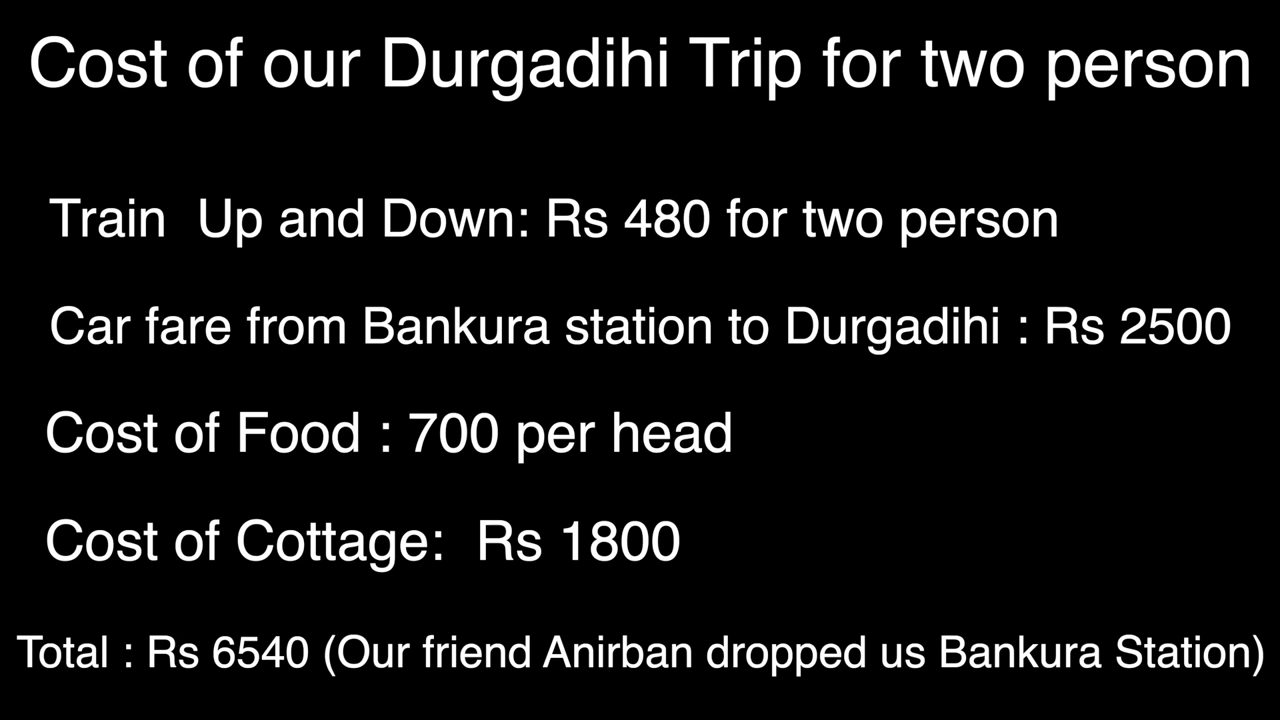 Cost of our Durgadihi Trip for two person
Train  Up and Down: Rs 480 for two person
Car fare from Bankura station to Durgadihi : Rs 2500
Cost of Food : 700 per head
Cost of Cottage:  Rs 1800
Total : Rs 6540 (Our friend Anirban dropped us Bankura Station)